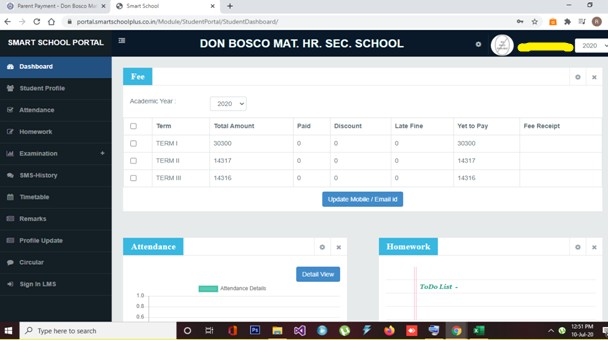 Parent Payment - Don Bosco Mat
Smart School
portal.smartschoolplus.co.in/Module/StudentPortal/StudentDashboard/
SMART SCHOOL PORTAL
DON BOSCO MAT. HR. SEC. SCHOOL
2020
Dashboard
Student Profile
Attendance
Homework
Examination
SMS-History
Timetable
Remarks
Profile Update
Circular
Sign In LMS
Fee
Academic Year :
2020
Term Total Amount Paid Discount Late Fine Yet to Pay Fee Receipt
TERM I 30300 0 0 0 30300
TERM II 14317 0 0 0 14317
TERM III 14316 0 0 0 14316
Update Mobile / Email id
Attendance
Detail View
Attendance Details
1.0
0.8
0.6
Homework
ToDo List -
Type here to search
12:51 PM
10-Jul-20